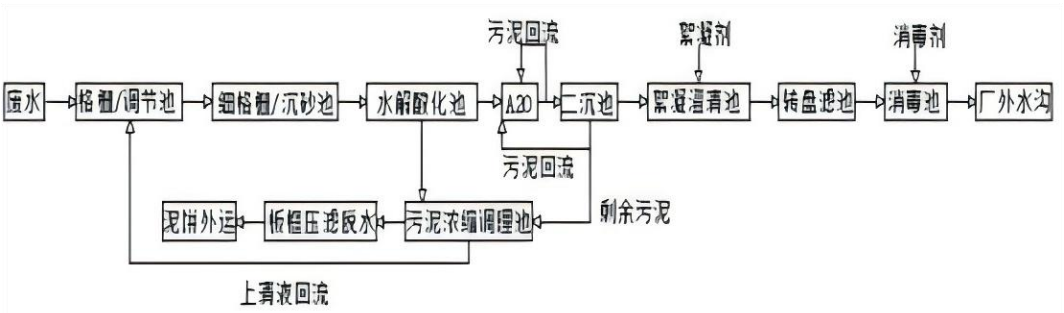 污泥回流
絮凝剂
消毒剂
废水
格栅/调节池
细格栅/沉砂池
水解酸化池
A2O
二沉池
絮凝澄清池
转盘滤池
消毒池
厂外水沟
污泥回流
剩余污泥
泥饼外运
板框压滤脱水
污泥浓缩调理池
上清液回流